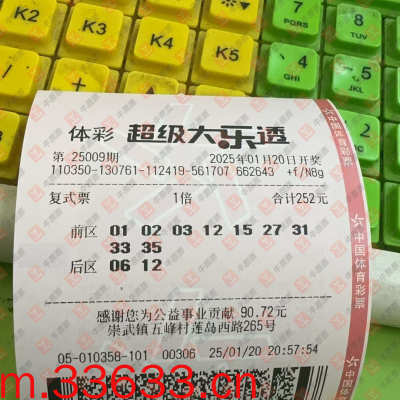 K2
K3
K4
K5
7
PQRS
8
TUV
4
GHI
5
JKL
体彩 超级大乐透
第 25009期 2025年01月20日开奖
110350-130761-112419-561707 662643 +f/NBg
复式票 1倍 合计252元
前区 01 02 03 12 15 27 31
33 35
后区 06 12
感谢您为公益事业贡献 90.72元
崇武镇五峰村莲岛西路265号
05-010358-101 00306 25/01/20 20:57:54
中国体育彩票
中国体育彩票
m.33633.cn